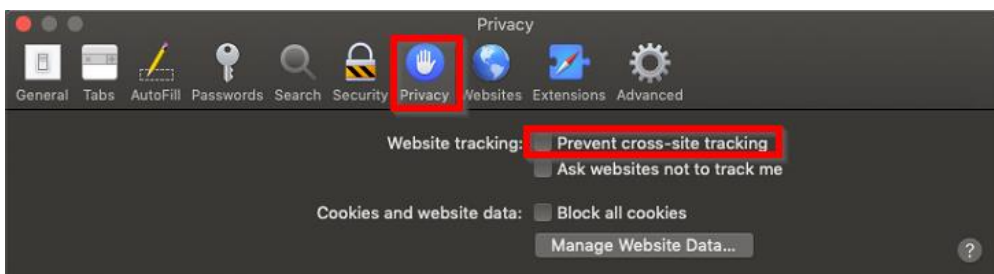 Privacy
General Tabs AutoFill Passwords Search Security Privacy Websites Extensions Advanced
Website tracking: Prevent cross-site tracking
Ask websites not to track me
Cookies and website data: Block all cookies
Manage Website Data...
?